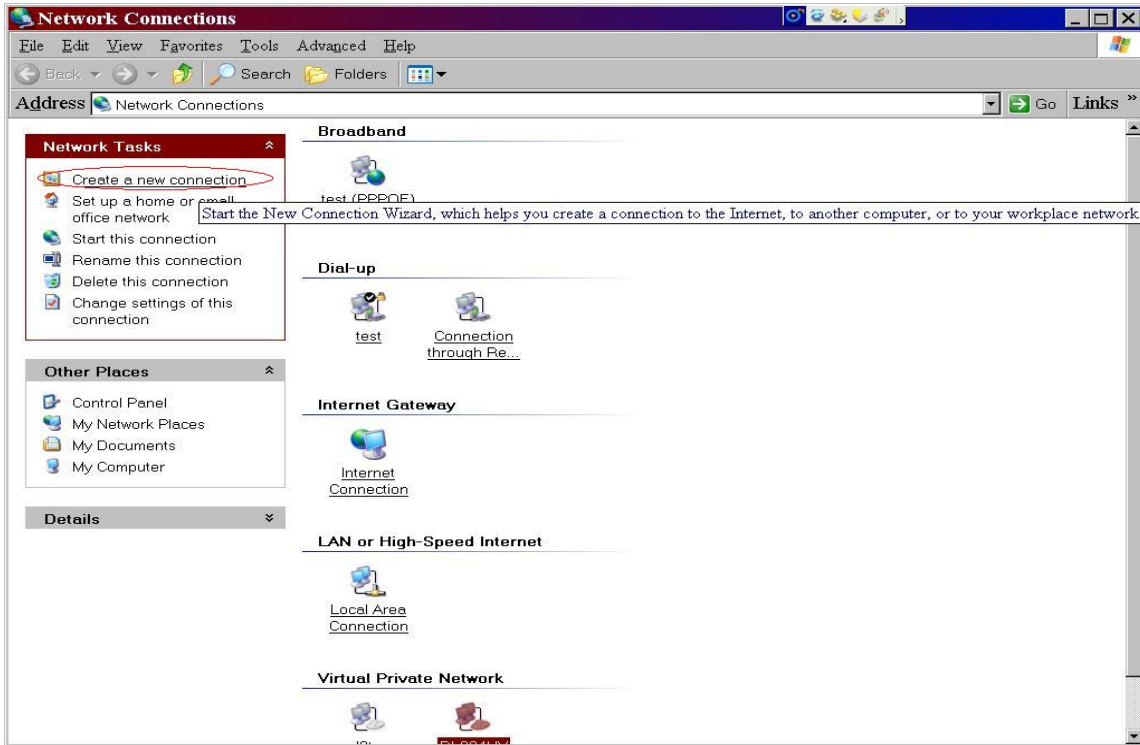 Network Connections
File Edit View Favorites Tools Advanced Help
Back Search Folders
Address Network Connections Go Links »
Network Tasks
Create a new connection
Set up a home or small
office network
Start this connection
Rename this connection
Delete this connection
Change settings of this
connection
Other Places
Control Panel
My Network Places
My Documents
My Computer
Details
Broadband
test (PPPOE)
Start the New Connection Wizard, which helps you create a connection to the Internet, to another computer, or to your workplace network
Dial-up
test
Connection
through Re...
Internet Gateway
Internet
Connection
LAN or High-Speed Internet
Local Area
Connection
Virtual Private Network